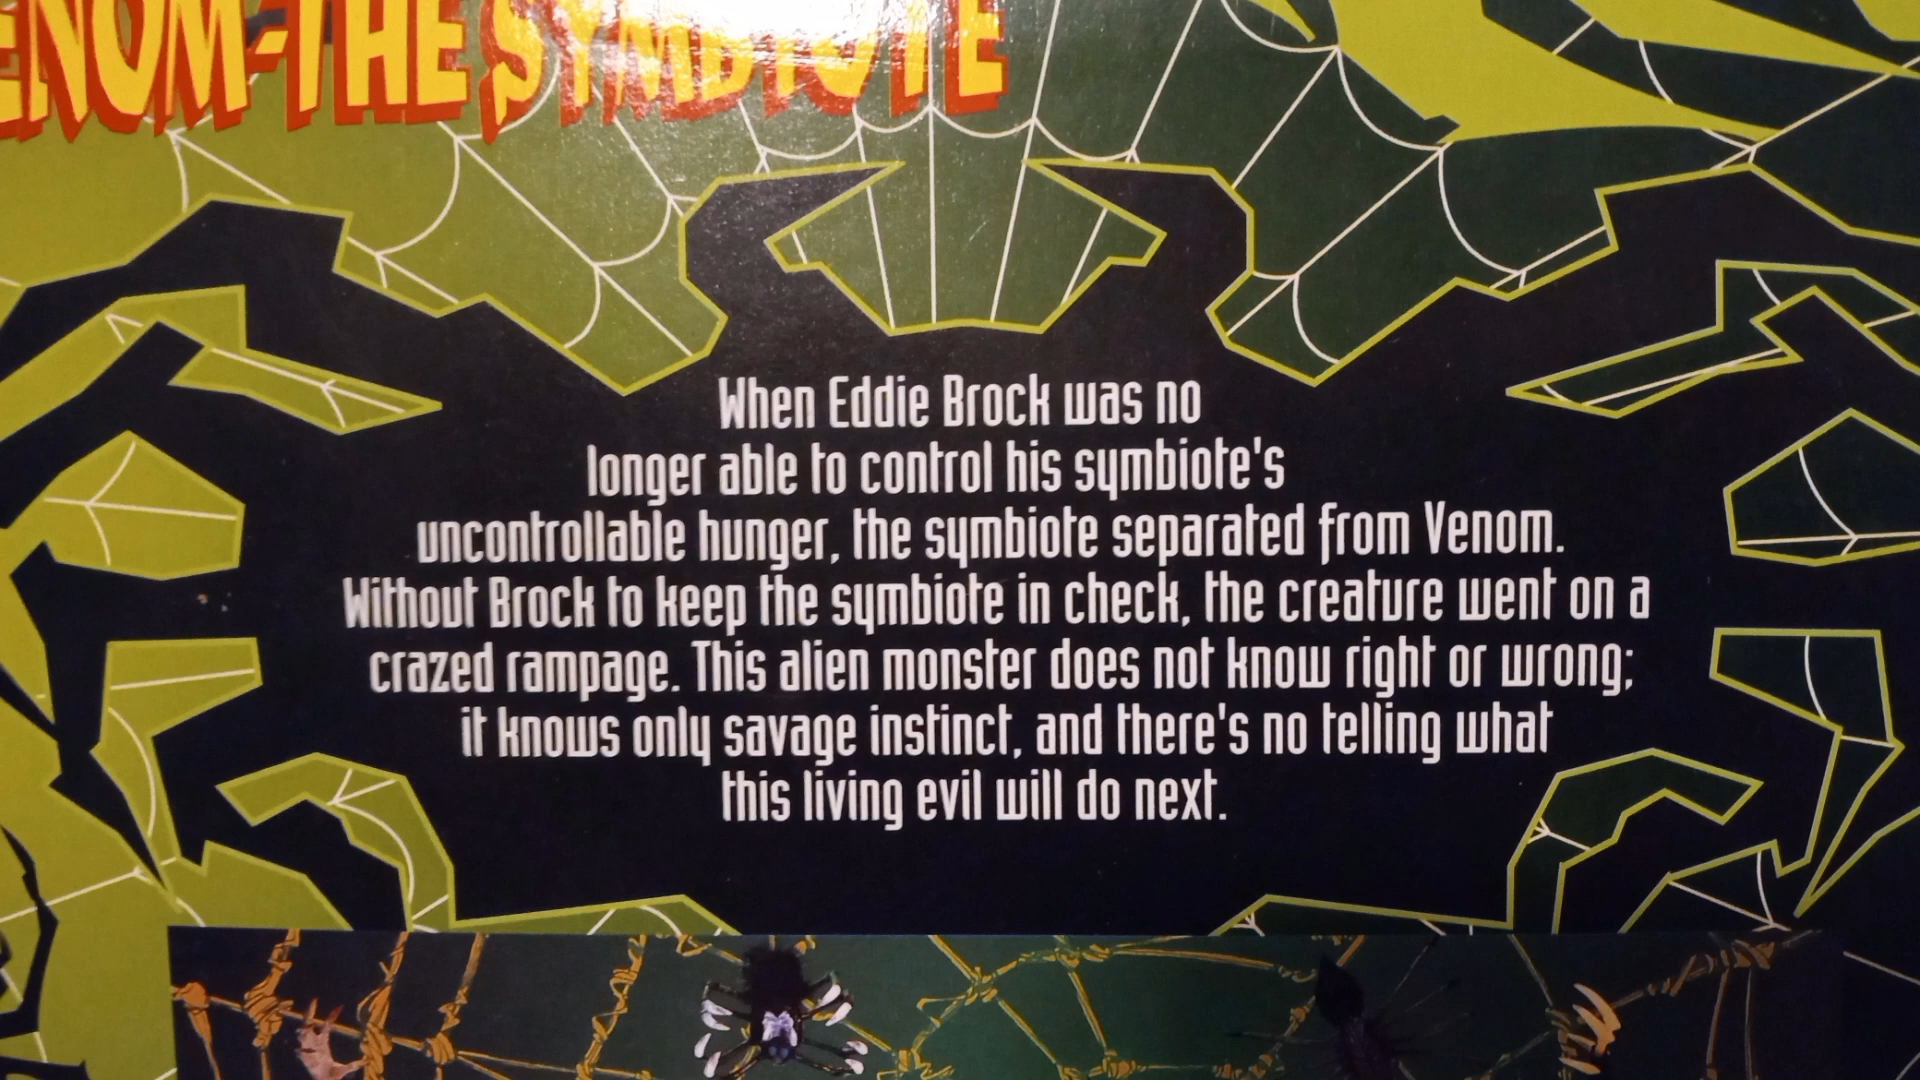 ENOM-THE SYMBIOTE
When Eddie Brock was no
longer able to control his symbiote's
uncontrollable hunger, the symbiote separated from Venom.
Without Brock to keep the symbiote in check, the creature went on a
crazed rampage. This alien monster does not know right or wrong;
it knows only savage instinct, and there's no telling what
this living evil will do next.